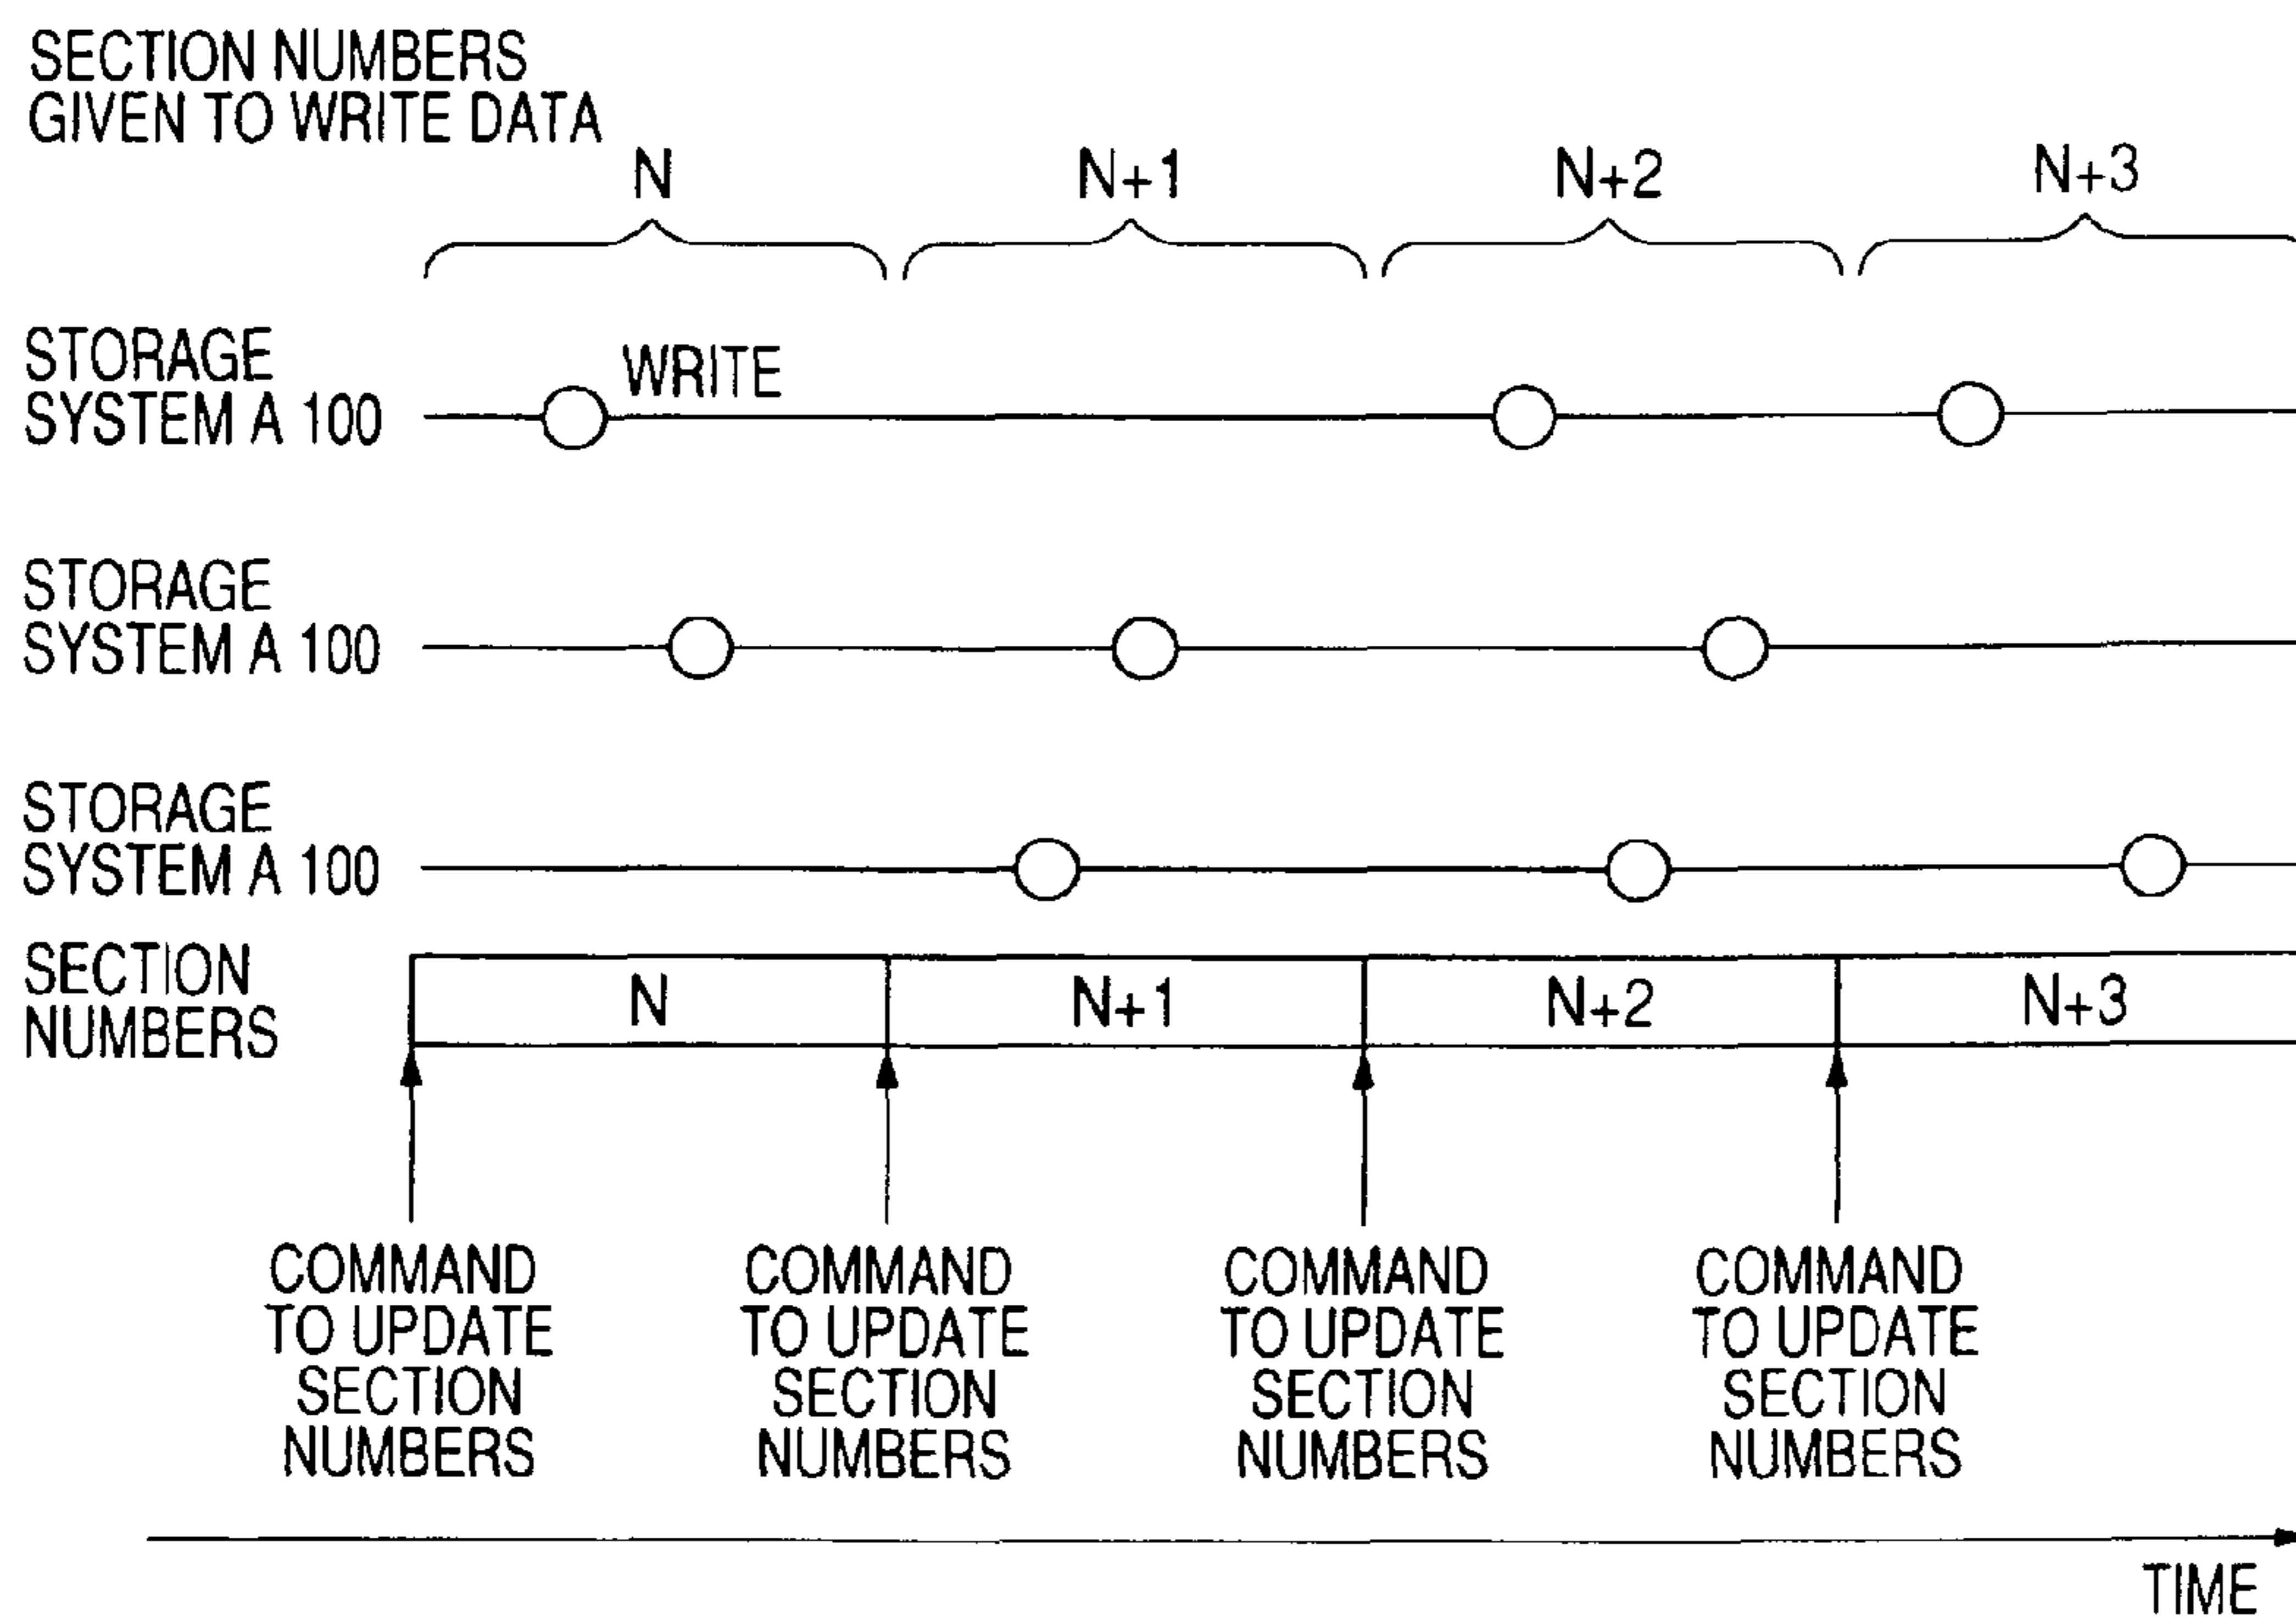 SECTION NUMBERS
GIVEN TO WRITE DATA
N
N+1
N+2
N+3
STORAGE
SYSTEM A 100
WRITE
STORAGE
SYSTEM A 100
STORAGE
SYSTEM A 100
SECTION
NUMBERS
N
N+1
N+2
N+3
COMMAND
TO UPDATE
SECTION
NUMBERS
COMMAND
TO UPDATE
SECTION
NUMBERS
COMMAND
TO UPDATE
SECTION
NUMBERS
COMMAND
TO UPDATE
SECTION
NUMBERS
TIME